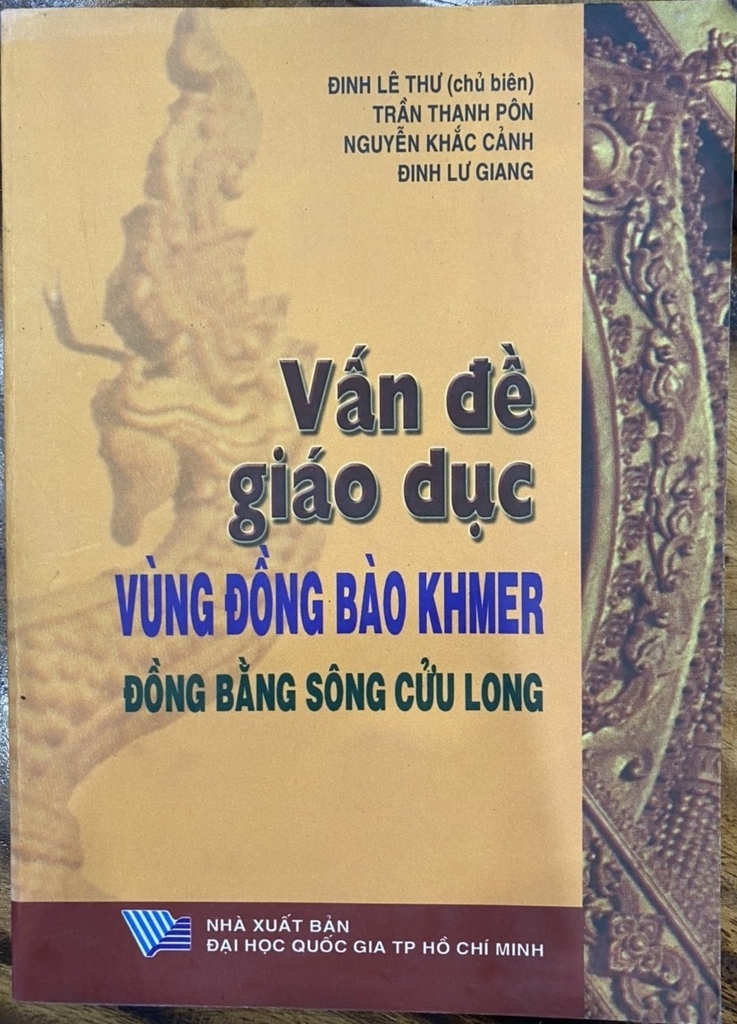 ĐINH LÊ THƯ (chủ biên)
TRẦN THANH PÔN
NGUYỄN KHẮC CẢNH
ĐINH LƯ GIANG
Vấn đề
giáo dục
VÙNG ĐỒNG BÀO KHMER
ĐỒNG BẰNG SÔNG CỬU LONG
NHÀ XUẤT BẢN
ĐẠI HỌC QUỐC GIA TP HỒ CHÍ MINH